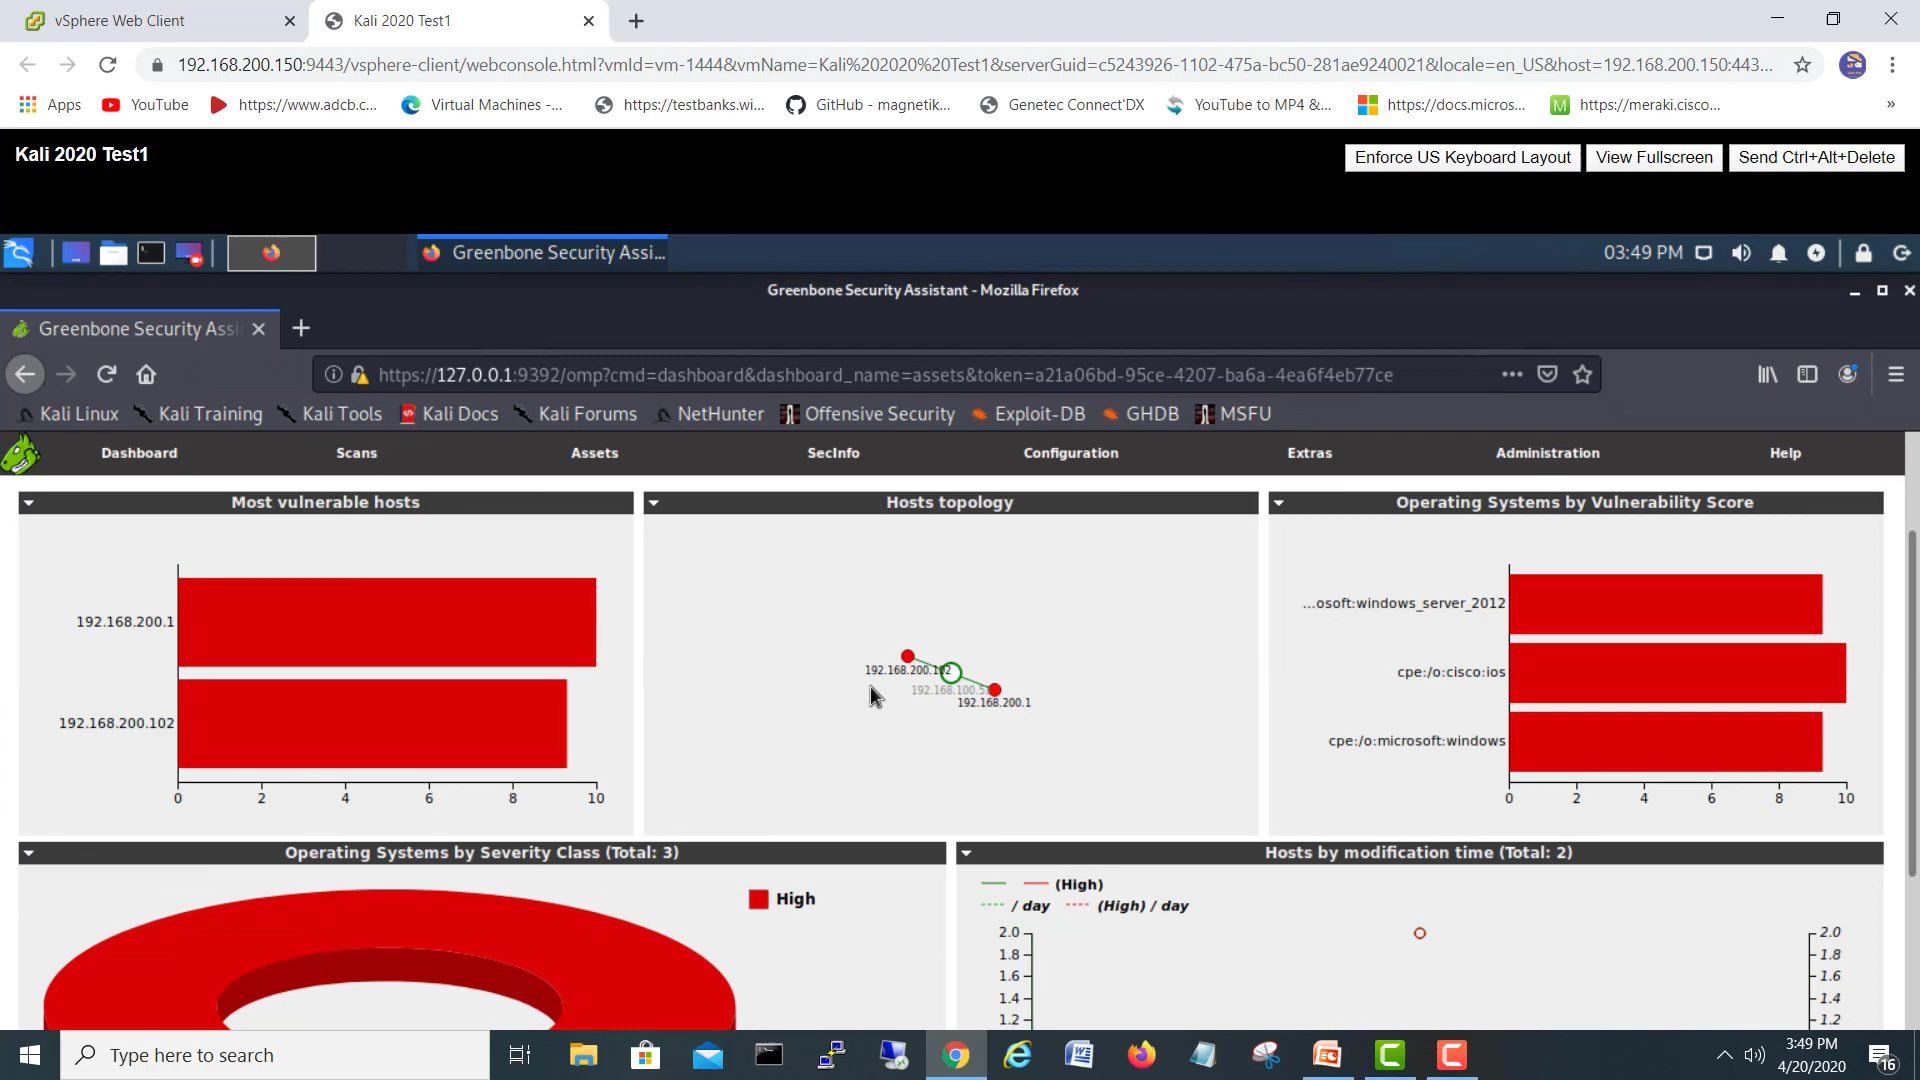 vSphere Web Client
Kali 2020 Test1
192.168.200.150:9443/vsphere-client/webconsole.html?vmId=vm-1444&vmName=Kali%202020%20Test1&serverGuid=c5243926-1102-475a-bc50-281ae9240021&locale=en_US&host=192.168.200.150:443...
Apps YouTube https://www.adcb.c... Virtual Machines -... https://testbanks.wi... GitHub - magnetik... Genetec Connect'DX YouTube to MP4 &... https://docs.micros... https://meraki.cisco... »
Kali 2020 Test1
Enforce US Keyboard Layout View Fullscreen Send Ctrl+Alt+Delete
Greenbone Security Assi...
03:49 PM
Greenbone Security Assistant - Mozilla Firefox
Greenbone Security Assi
https://127.0.0.1:9392/omp?cmd=dashboard&dashboard_name=assets&token=a21a06bd-95ce-4207-ba6a-4ea6f4eb77ce
Kali Linux Kali Training Kali Tools Kali Docs Kali Forums NetHunter Offensive Security Exploit-DB GHDB MSFU
Dashboard Scans Assets SecInfo Configuration Extras Administration Help
Most vulnerable hosts
192.168.200.1
192.168.200.102
0 2 4 6 8 10
Hosts topology
192.168.200.102
192.168.200.1
Operating Systems by Vulnerability Score
...osoft:windows_server_2012
cpe:/o:cisco:ios
cpe:/o:microsoft:windows
0 2 4 6 8 10
Operating Systems by Severity Class (Total: 3)
High
Hosts by modification time (Total: 2)
(High)
/ day (High) / day
2.0 2.0
1.8 1.8
1.6 1.6
1.4 1.4
1.2 1.2
Type here to search
3:49 PM
4/20/2020
16